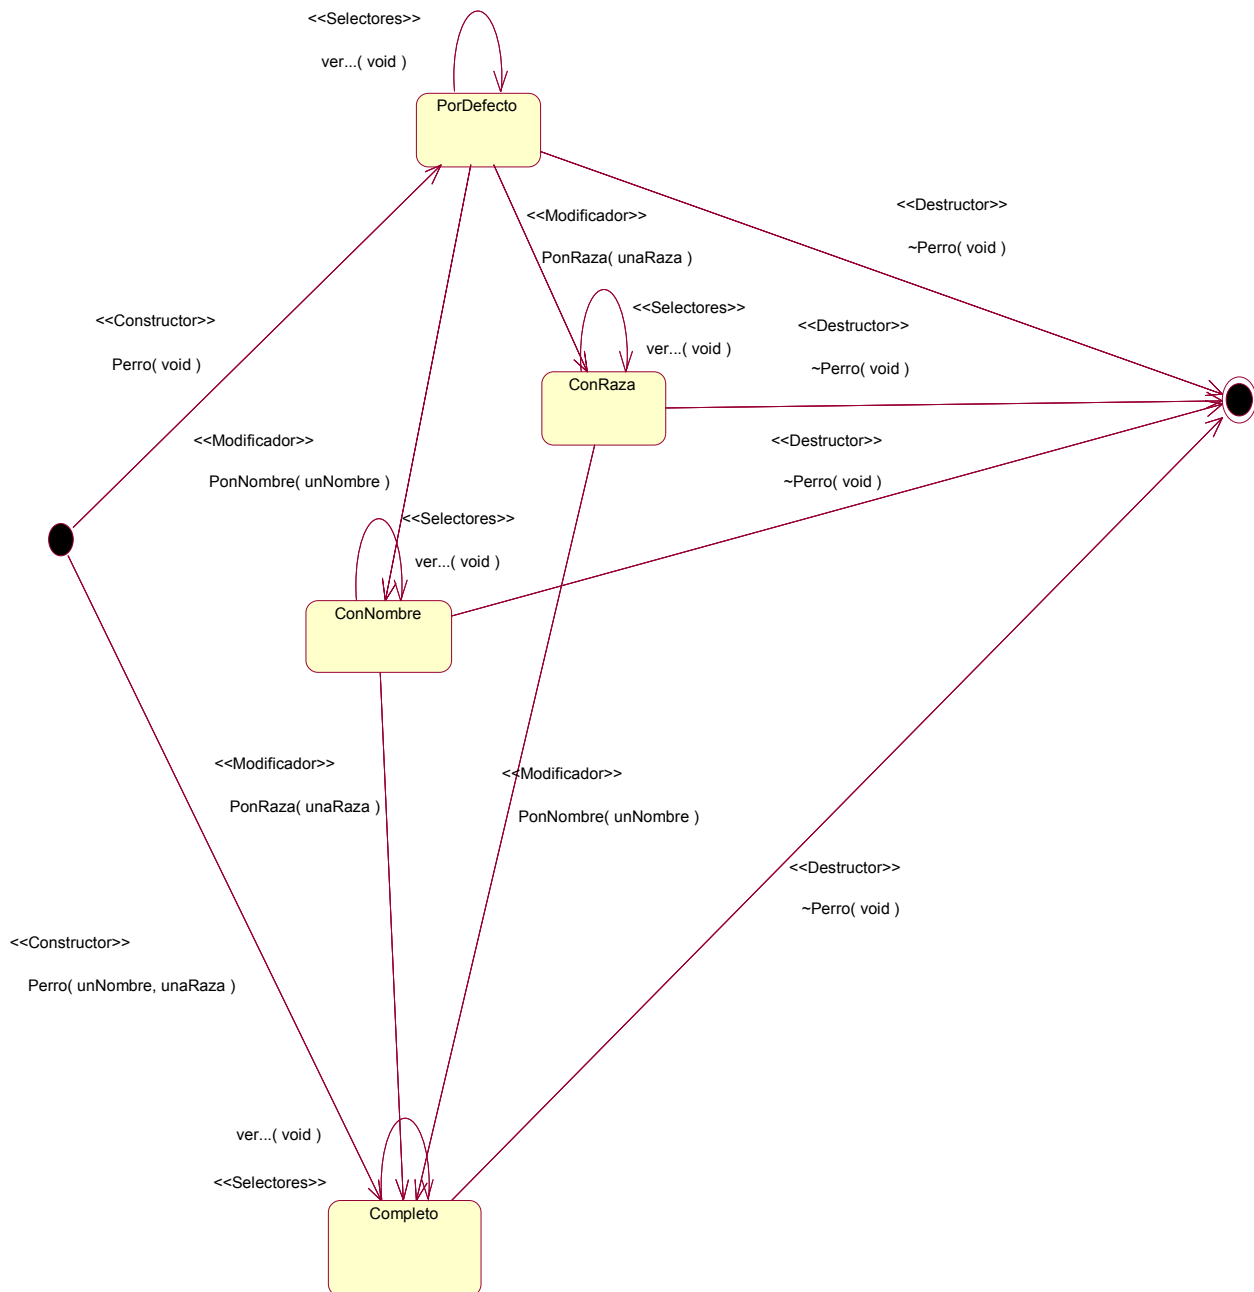 <<Selectores>>
ver...( void )
PorDefecto
<<Destructor>>
~Perro( void )
<<Modificador>>
PonRaza( unaRaza )
<<Selectores>>
ver...( void )
<<Constructor>>
Perro( void )
<<Destructor>>
~Perro( void )
ConRaza
<<Modificador>>
PonNombre( unNombre )
<<Destructor>>
~Perro( void )
<<Selectores>>
ver...( void )
ConNombre
<<Modificador>>
PonRaza( unaRaza )
<<Modificador>>
PonNombre( unNombre )
<<Destructor>>
~Perro( void )
<<Constructor>>
Perro( unNombre, unaRaza )
ver...( void )
<<Selectores>>
Completo